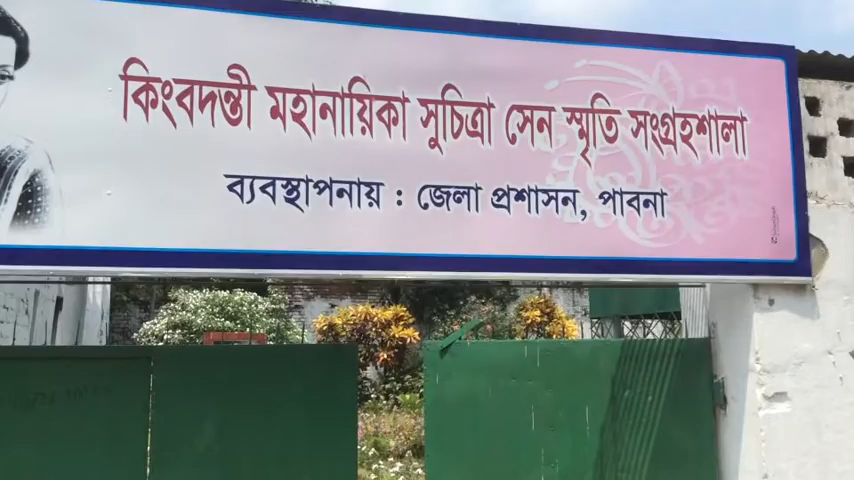 কিংবদন্তী মহানায়িকা সুচিত্রা সেন স্মৃতি সংগ্রহশালা
ব্যবস্থাপনায় : জেলা প্রশাসন, পাবনা